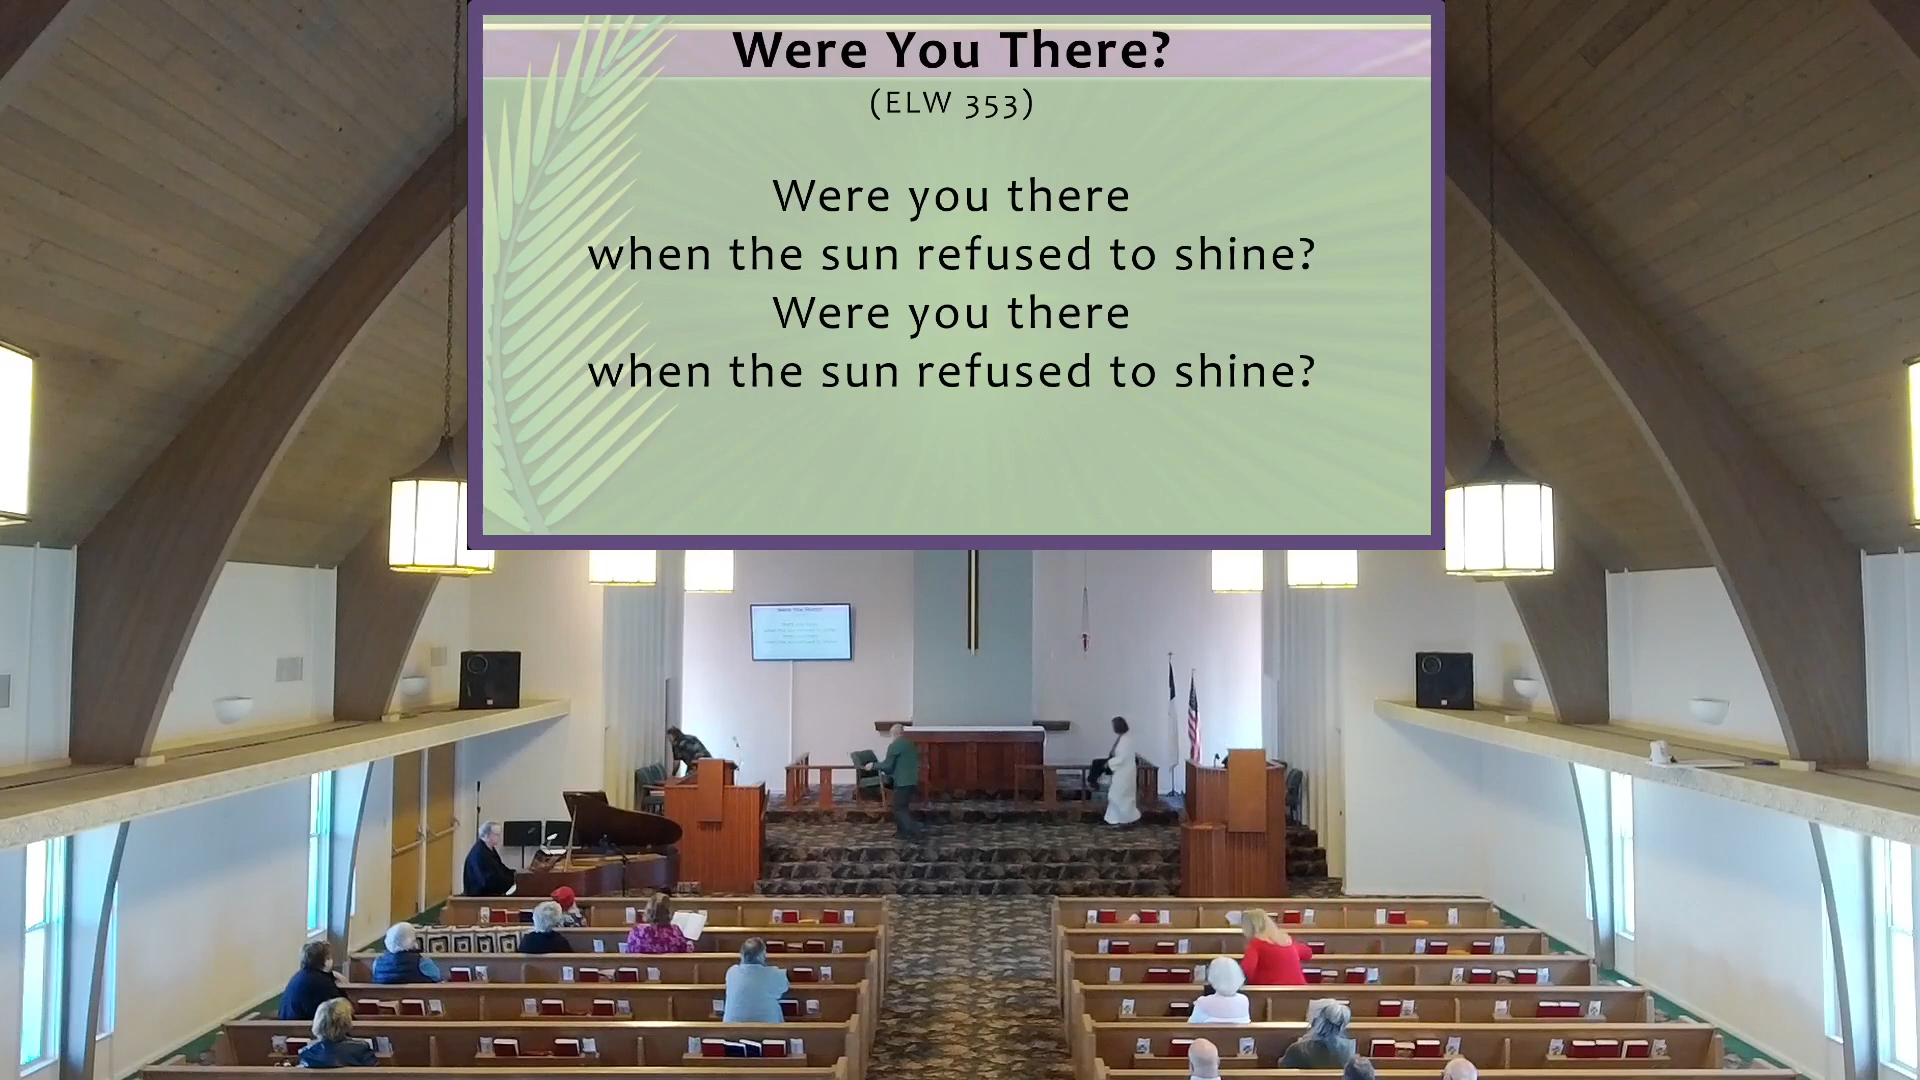 Were You There?
(ELW 353)
Were you there
when the sun refused to shine?
Were you there
when the sun refused to shine?